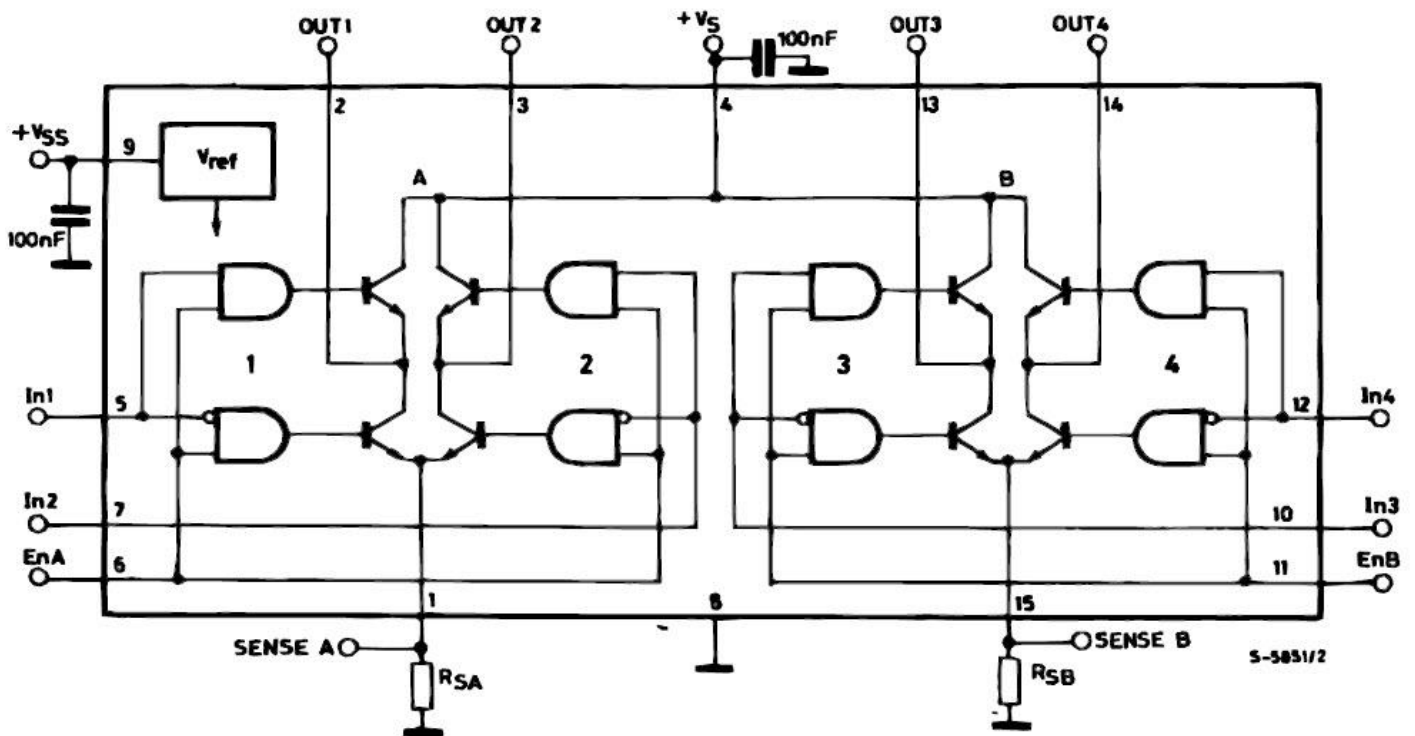 OUT1
OUT2
+VS
100nF
OUT3
OUT4
2
3
4
13
14
+VSS
9
Vref
A
B
100nF
1
2
3
4
In1
5
12
In4
In2
7
10
In3
EnA
6
11
EnB
1
8
15
SENSE A
SENSE B
S-5851/2
RSA
RSB